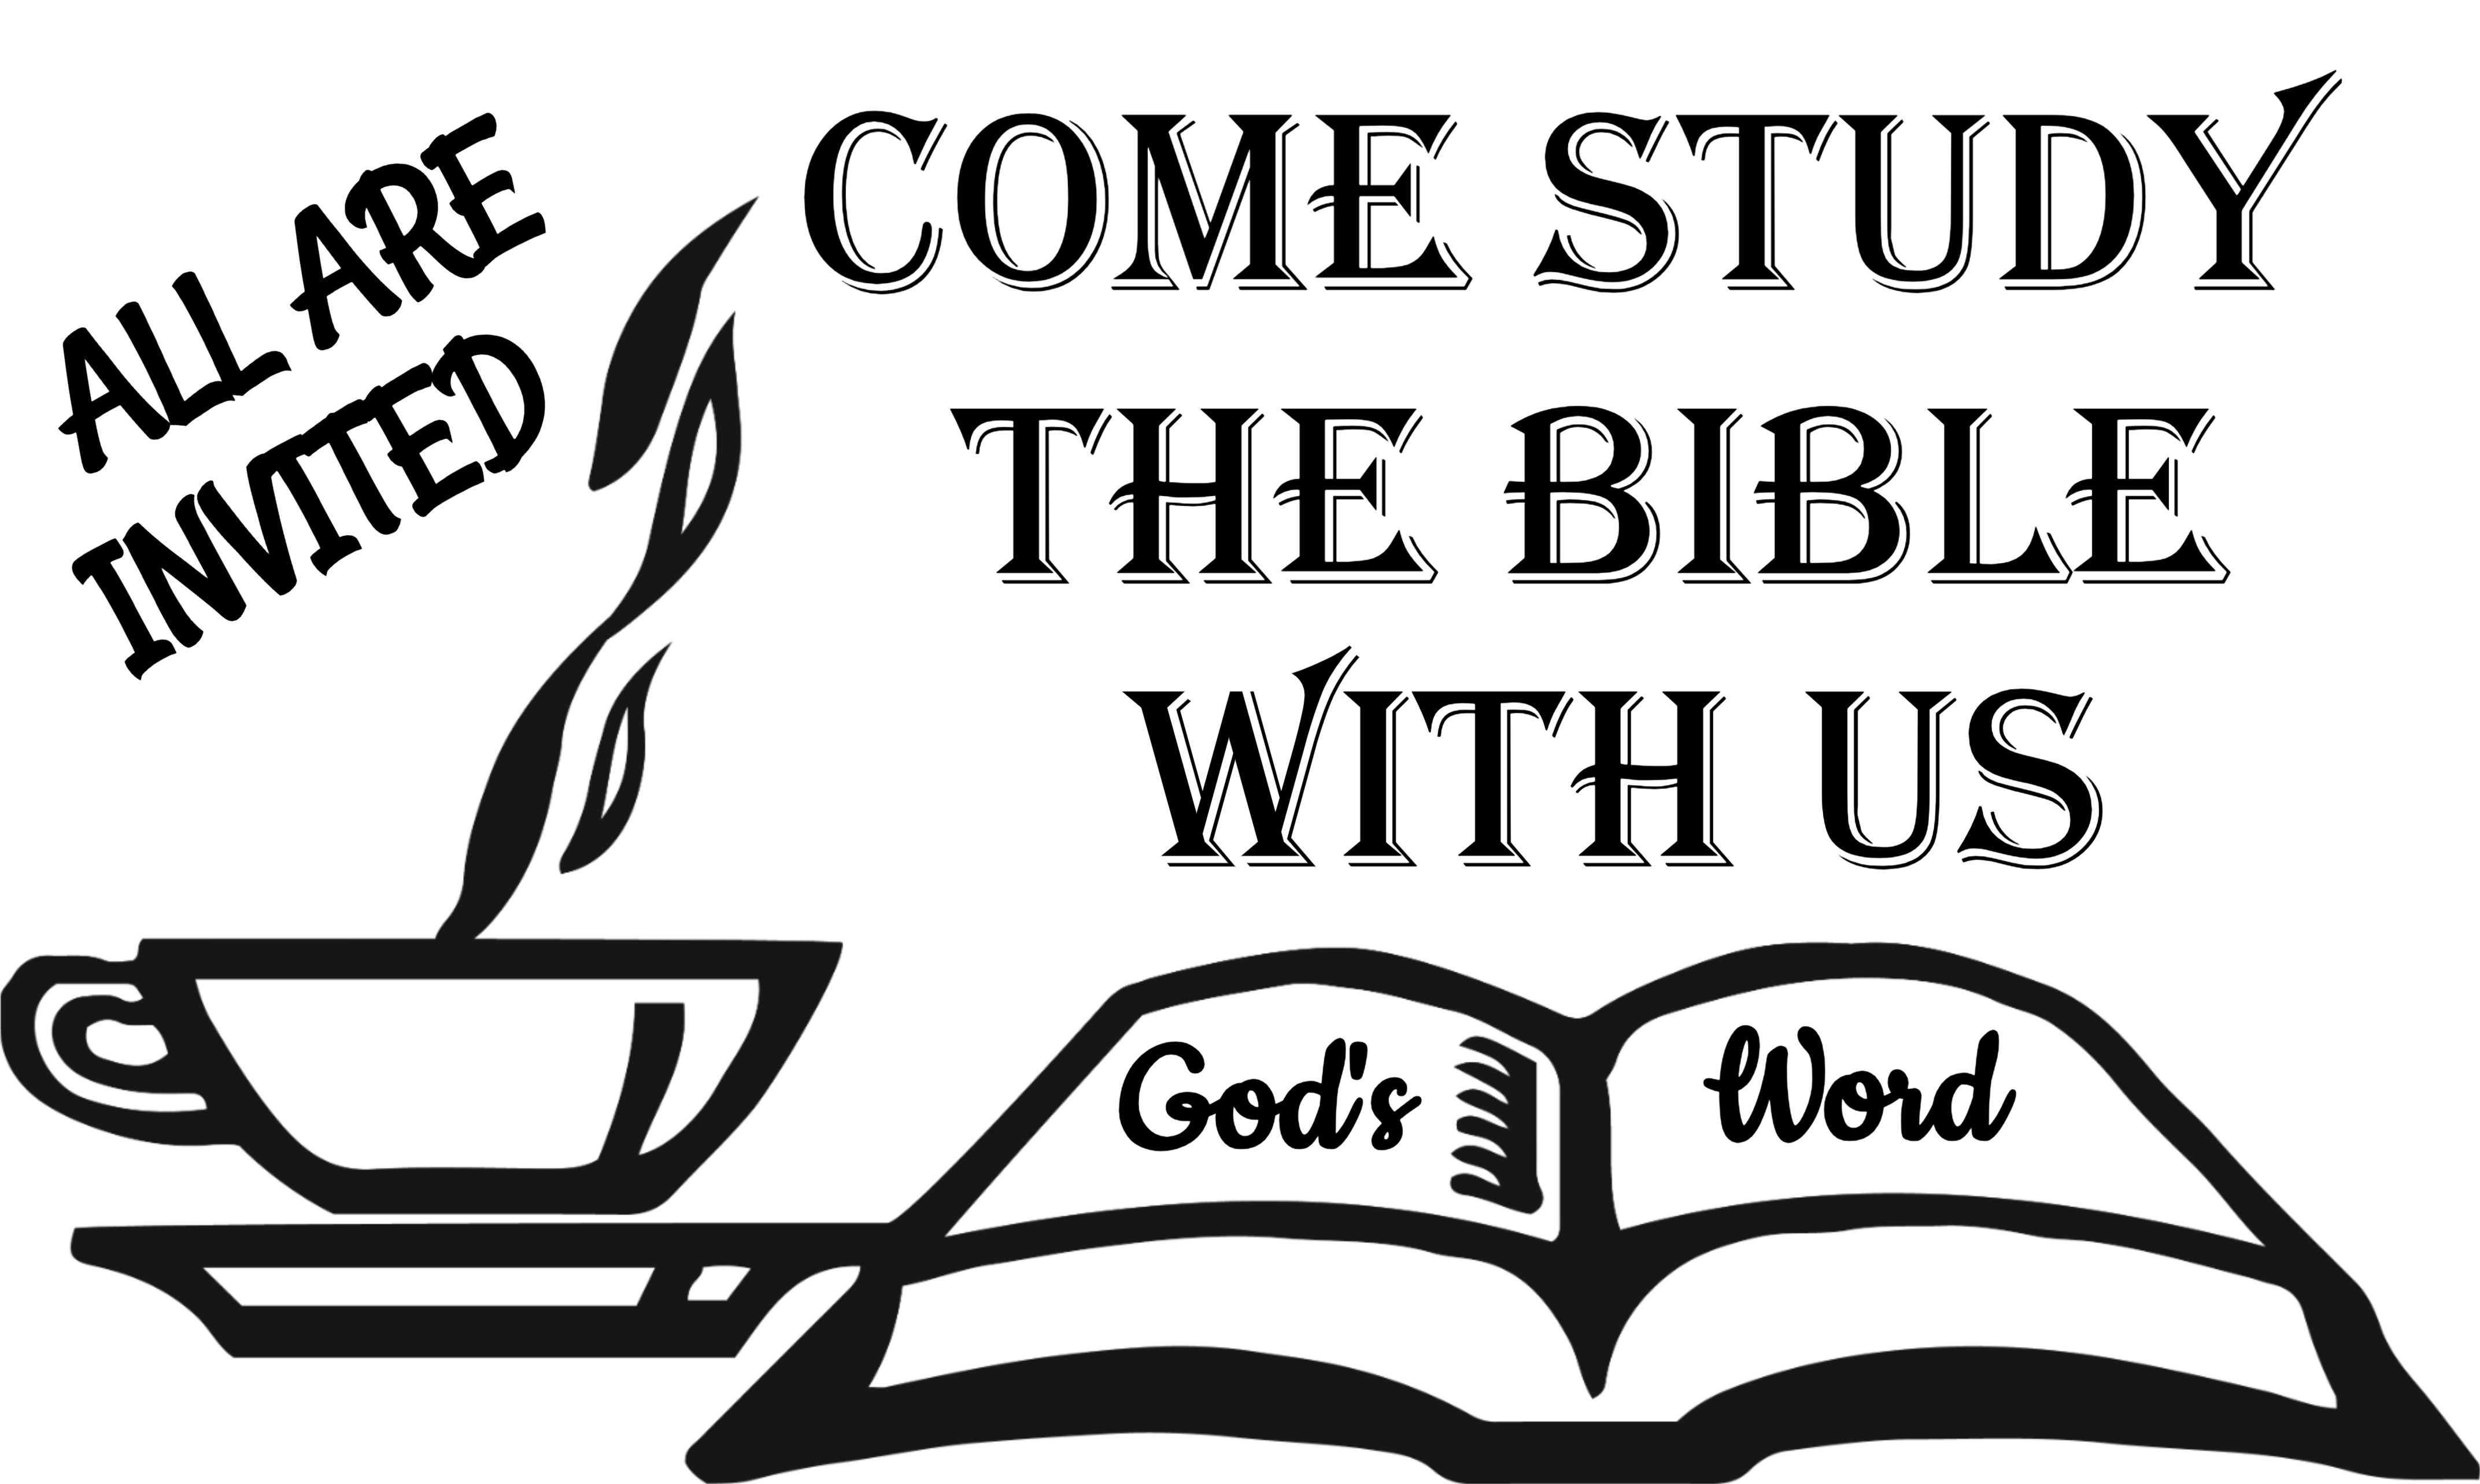 ALL ARE
INVITED
COME STUDY
THE BIBLE
WITH US
God's
Word